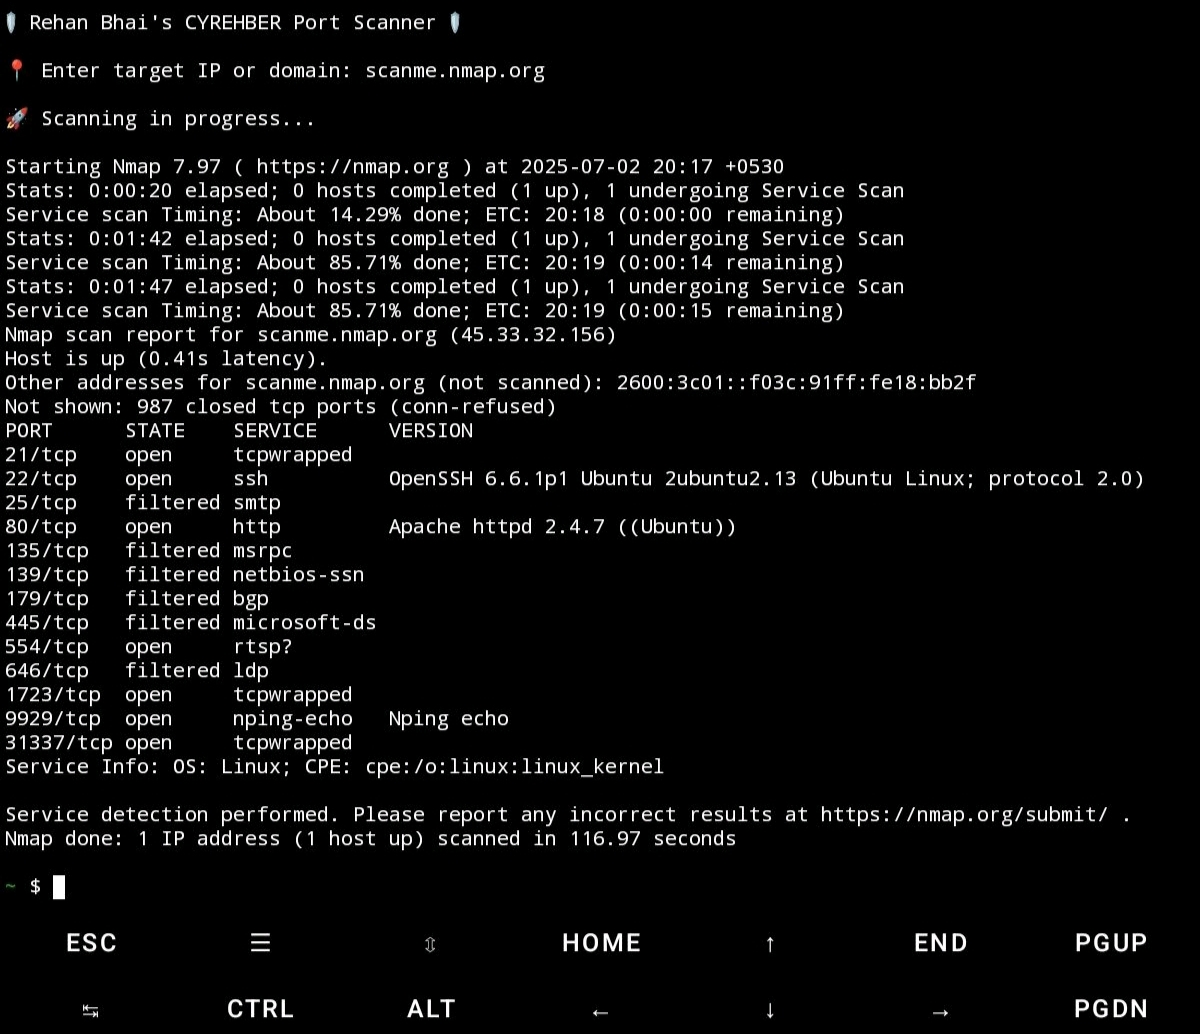 🛡️ Rehan Bhai's CYREHBER Port Scanner 🛡️
📍 Enter target IP or domain: scanme.nmap.org
🚀 Scanning in progress...
Starting Nmap 7.97 ( https://nmap.org ) at 2025-07-02 20:17 +0530
Stats: 0:00:20 elapsed; 0 hosts completed (1 up), 1 undergoing Service Scan
Service scan Timing: About 14.29% done; ETC: 20:18 (0:00:00 remaining)
Stats: 0:01:42 elapsed; 0 hosts completed (1 up), 1 undergoing Service Scan
Service scan Timing: About 85.71% done; ETC: 20:19 (0:00:14 remaining)
Stats: 0:01:47 elapsed; 0 hosts completed (1 up), 1 undergoing Service Scan
Service scan Timing: About 85.71% done; ETC: 20:19 (0:00:15 remaining)
Nmap scan report for scanme.nmap.org (45.33.32.156)
Host is up (0.41s latency).
Other addresses for scanme.nmap.org (not scanned): 2600:3c01::f03c:91ff:fe18:bb2f
Not shown: 987 closed tcp ports (conn-refused)
PORT      STATE    SERVICE      VERSION
21/tcp    open     tcpwrapped
22/tcp    open     ssh          OpenSSH 6.6.1p1 Ubuntu 2ubuntu2.13 (Ubuntu Linux; protocol 2.0)
25/tcp    filtered smtp
80/tcp    open     http         Apache httpd 2.4.7 ((Ubuntu))
135/tcp   filtered msrpc
139/tcp   filtered netbios-ssn
179/tcp   filtered bgp
445/tcp   filtered microsoft-ds
554/tcp   open     rtsp?
646/tcp   filtered ldp
1723/tcp  open     tcpwrapped
9929/tcp  open     nping-echo   Nping echo
31337/tcp open     tcpwrapped
Service Info: OS: Linux; CPE: cpe:/o:linux:linux_kernel
Service detection performed. Please report any incorrect results at https://nmap.org/submit/ .
Nmap done: 1 IP address (1 host up) scanned in 116.97 seconds
~ $
ESC ☰ ⇳ HOME ↑ END PGUP
↹ CTRL ALT ← ↓ → PGDN